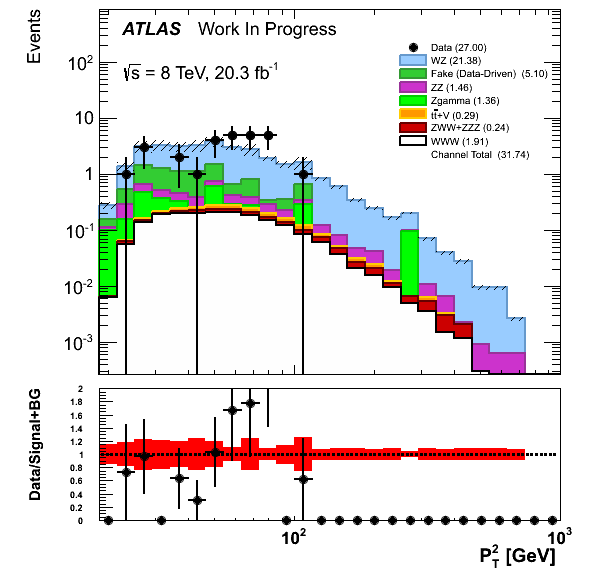 ATLAS Work In Progress
√s = 8 TeV, 20.3 fb⁻¹
Events
10²
10
1
10⁻¹
10⁻²
10⁻³
Data (27.00)
WZ (21.38)
Fake (Data-Driven) (5.10)
ZZ (1.46)
Zgamma (1.36)
tt̄+V (0.29)
ZWW+ZZZ (0.24)
WWW (1.91)
Channel Total (31.74)
Data/Signal+BG
2
1.8
1.6
1.4
1.2
1
0.8
0.6
0.4
0.2
0
10²
10³
P_T² [GeV]